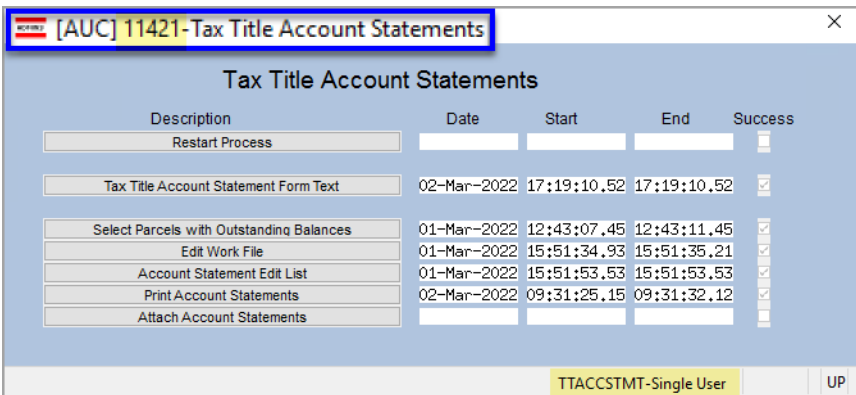 [AUC] 11421-Tax Title Account Statements
Tax Title Account Statements
Description Date Start End Success
Restart Process
Tax Title Account Statement Form Text 02-Mar-2022 17:19:10.52 17:19:10.52
Select Parcels with Outstanding Balances 01-Mar-2022 12:43:07.45 12:43:11.45
Edit Work File 01-Mar-2022 15:51:34.93 15:51:35.21
Account Statement Edit List 01-Mar-2022 15:51:53.53 15:51:53.53
Print Account Statements 02-Mar-2022 09:31:25.15 09:31:32.12
Attach Account Statements
TTACCSTMT-Single User UP